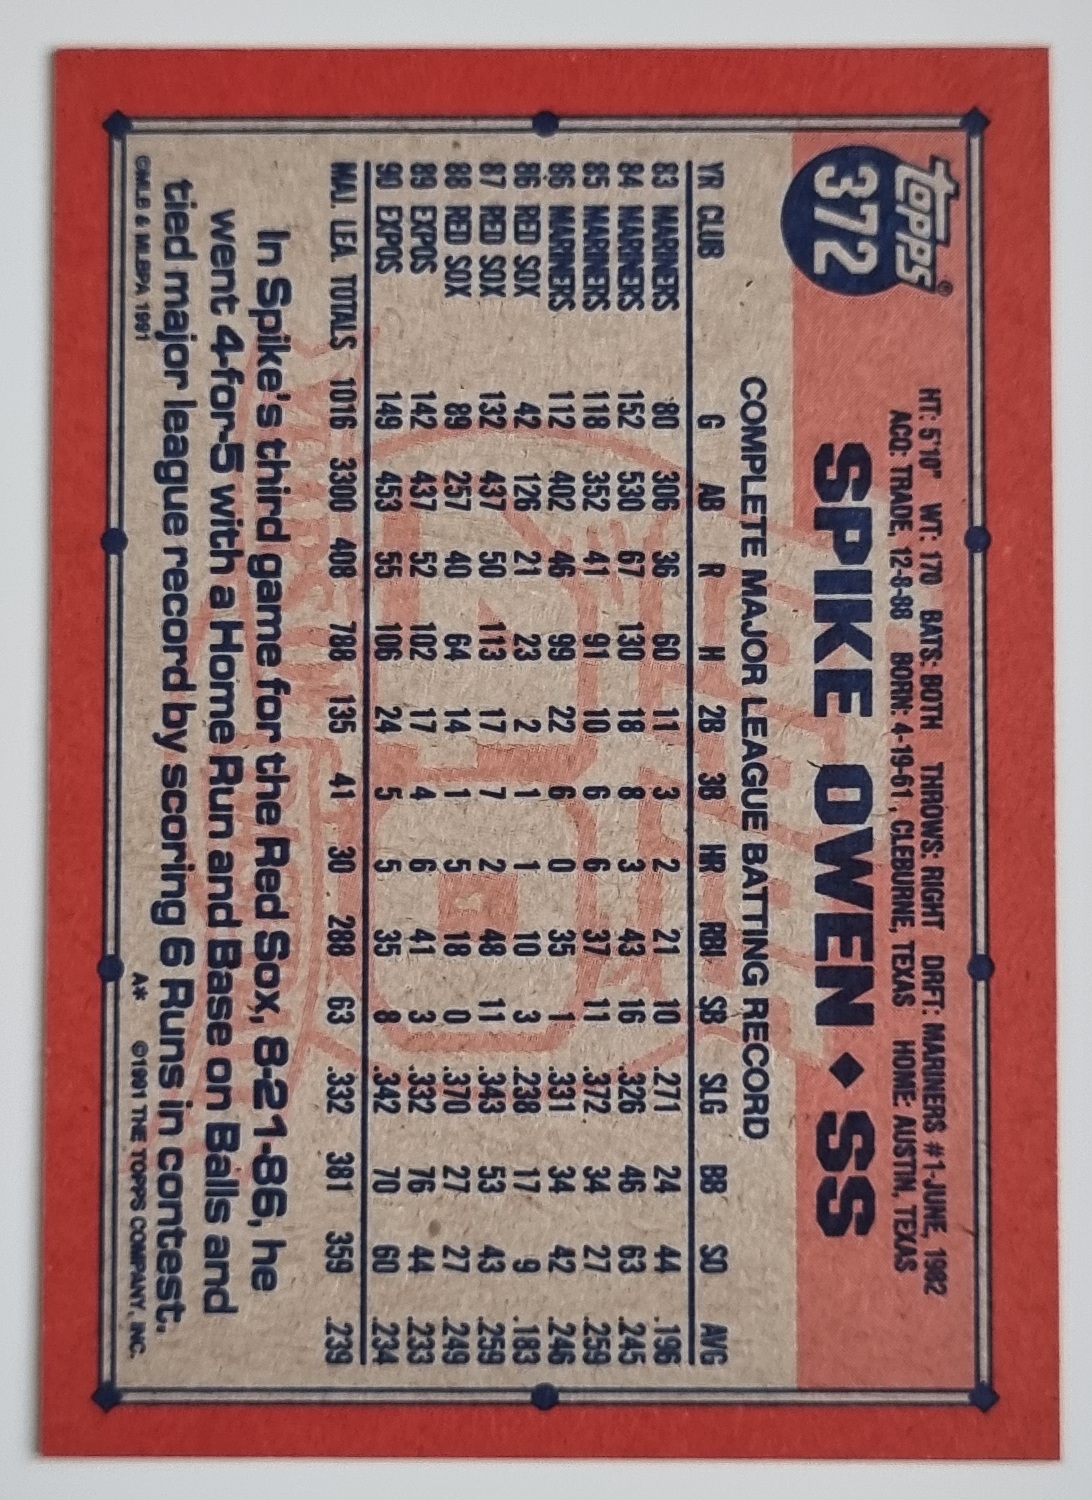 topps®
372
HT: 5'10" WT: 170 BATS: BOTH THROWS: RIGHT DRFT: MARINERS #1-JUNE, 1982
ACQ: TRADE, 12-8-88 BORN: 4-19-61, CLEBURNE, TEXAS HOME: AUSTIN, TEXAS
SPIKE OWEN ♦ SS
COMPLETE MAJOR LEAGUE BATTING RECORD
YR CLUB G AB R H 2B 3B HR RBI SB SLG BB SO AVG
83 MARINERS 80 306 36 60 11 3 2 21 10 .271 24 44 .196
84 MARINERS 152 530 67 130 18 8 3 43 16 .326 46 63 .245
85 MARINERS 118 352 41 91 10 6 6 37 11 .372 34 27 .259
86 MARINERS 112 402 46 99 22 6 0 35 1 .331 34 42 .246
86 RED SOX 42 126 21 23 2 1 1 10 3 .238 17 9 .183
87 RED SOX 132 437 50 113 17 7 2 48 11 .343 53 43 .259
88 RED SOX 89 257 40 64 14 1 5 18 0 .370 27 27 .249
89 EXPOS 142 437 52 102 17 4 6 41 3 .332 76 44 .233
90 EXPOS 149 453 55 106 24 5 5 35 8 .342 70 60 .234
MAJ. LEA. TOTALS 1016 3300 408 788 135 41 30 288 63 .332 381 359 .239
In Spike's third game for the Red Sox, 8-21-86, he
went 4-for-5 with a Home Run and Base on Balls and
tied major league record by scoring 6 Runs in contest.
©MLB & MLBPA 1991 A* ©1991 THE TOPPS COMPANY, INC.